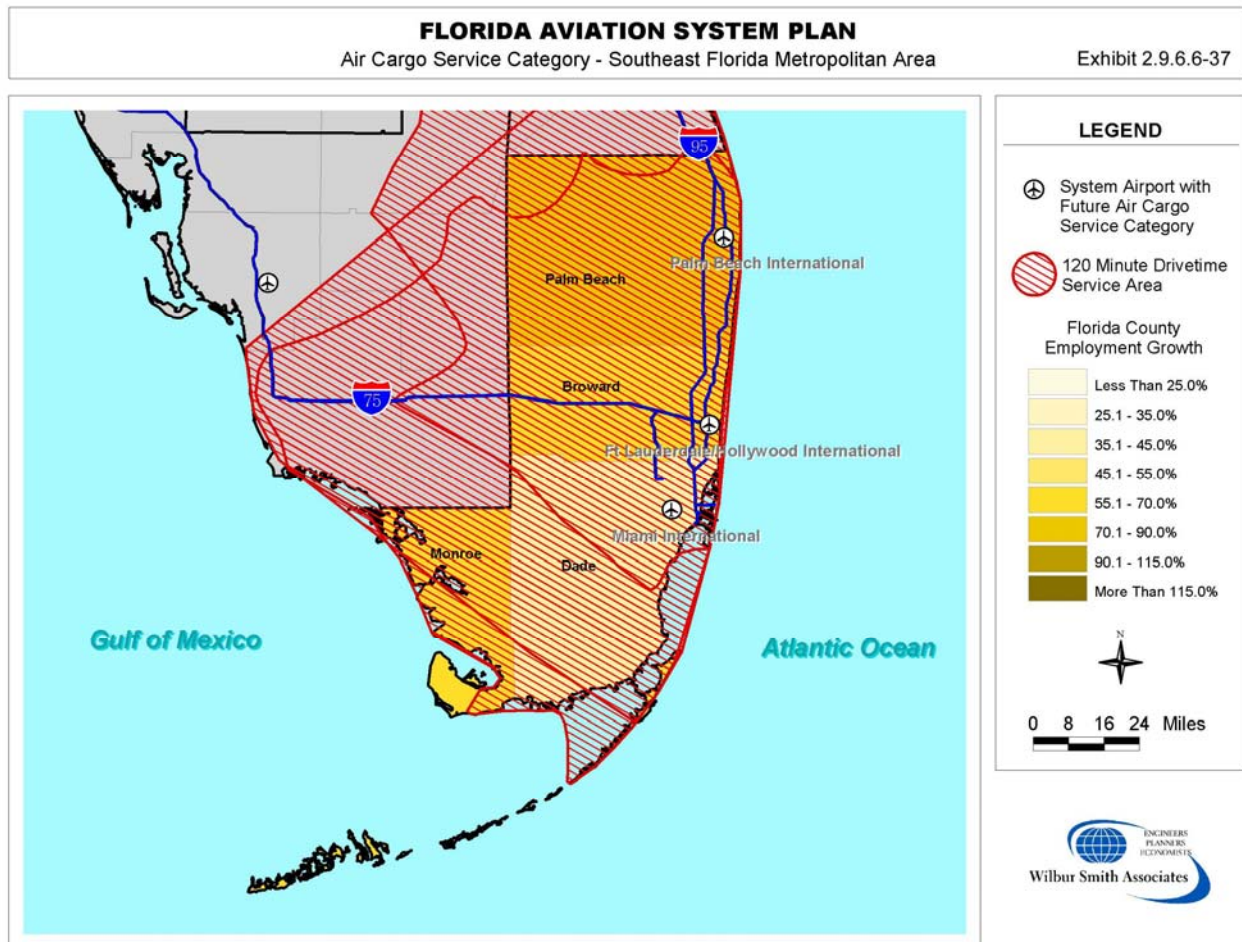 FLORIDA AVIATION SYSTEM PLAN
Air Cargo Service Category - Southeast Florida Metropolitan Area
Exhibit 2.9.6.6-37
95
Palm Beach International
Palm Beach
Broward
75
Ft Lauderdale/Hollywood International
Miami International
Monroe
Dade
Gulf of Mexico
Atlantic Ocean
LEGEND
System Airport with
Future Air Cargo
Service Category
120 Minute Drivetime
Service Area
Florida County
Employment Growth
Less Than 25.0%
25.1 - 35.0%
35.1 - 45.0%
45.1 - 55.0%
55.1 - 70.0%
70.1 - 90.0%
90.1 - 115.0%
More Than 115.0%
N
0 8 16 24 Miles
ENGINEERS
PLANNERS
ECONOMISTS
Wilbur Smith Associates